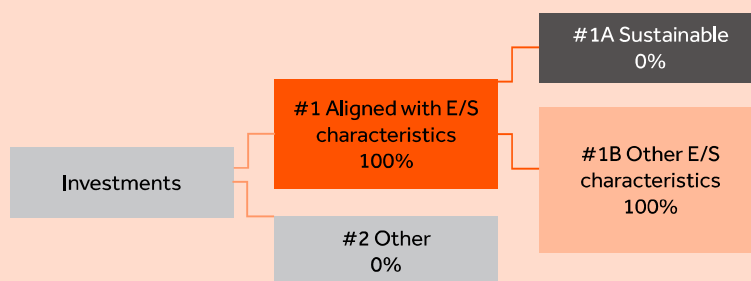 Investments
#1 Aligned with E/S
characteristics
100%
#2 Other
0%
#1A Sustainable
0%
#1B Other E/S
characteristics
100%